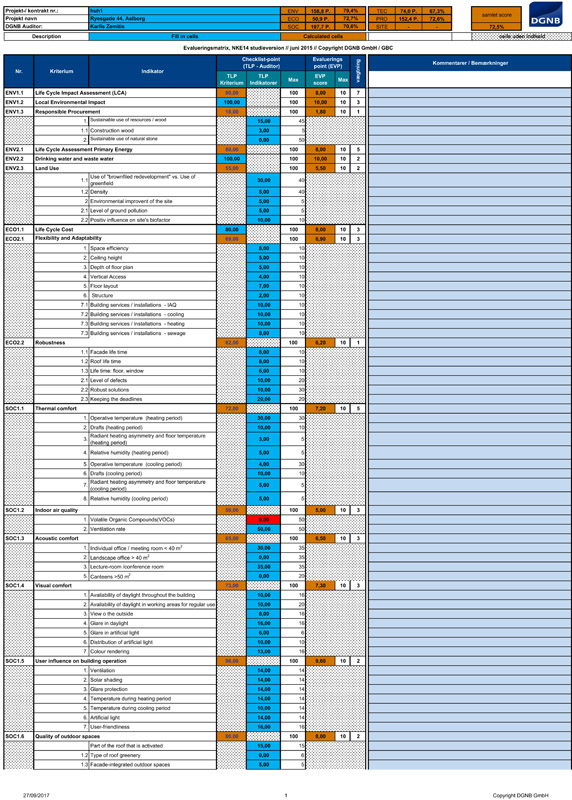 Projekt-/ kontrakt nr.: fruh1 ENV 158,8 P. 79,4% TEC 74,0 P. 67,3% samlet score DGNB
Projekt navn Ryesgade 44, Aalborg ECO 50,9 P. 72,7% PRO 152,4 P. 72,6%
DGNB Auditor: Karlis Zemitis SOC 197,7 P. 70,6% SITE - - 72,5%
Description Fill in cells Calculated cells celle uden indhold
Evalueringsmatrix, NKE14 studieversion // juni 2015 // Copyright DGNB GmbH / GBC
Nr. Kriterium Indikator Checklist-point (TLP - Auditor) Evaluerings point (EVP) vægtning Kommentarer / Bemærkninger
TLP Kriterium TLP Indikatorer Max EVP score Max
ENV1.1 Life Cycle Impact Assessment (LCA) 100 8,00 10 7
ENV1.2 Local Environmental Impact 100,00 100 10,00 10 3
ENV1.3 Responsible Procurement 18,00 100 1,80 10 1
1. Sustainable use of resources / wood 15,00 45
1.1 Construction wood 3,00 5
2. Sustainable use of natural stone 0,00 50
ENV2.1 Life Cycle Assessment Primary Energy 100 8,00 10 5
ENV2.2 Drinking water and waste water 100,00 100 10,00 10 2
ENV2.3 Land Use 55,00 100 5,50 10 2
1.1 Use of "brownfiled redevelopment" vs. Use of
greenfield 30,00 40
1.2 Density 5,00 40
2 Environmental improvent of the site 5,00 5
2.1 Level of ground pollution 5,00 5
2.2 Positiv influence on site's biofactor 10,00 10
ECO1.1 Life Cycle Cost 80,00 100 8,00 10 3
ECO2.1 Flexibility and Adaptability 69,00 100 6,90 10 3
1. Space efficiency 8,00 10
2. Celling height 5,00 10
3. Depth of floor plan 5,00 10
4. Vertical Access 4,00 10
5. Floor layout 7,00 10
6. Structure 2,00 10
7.1 Building services / installations - IAQ 10,00 10
7.2 Building services / installations - cooling 10,00 10
7.3 Building services / installations - heating 10,00 10
7.3 Building services / installations - sewage 8,00 10
ECO2.2 Robustness 62,00 100 6,20 10 1
1.1 Facade life time 8,00 10
1.2 Roof life time 8,00 10
1.3 Life time: floor, window 6,00 10
2.1 Level of defects 10,00 20
2.2 Robust solutions 10,00 30
2.3 Keeping the deadlines 20,00 20
SOC1.1 Thermal comfort 72,00 100 7,20 10 5
1. Operative temperature (heating period) 30,00 30
2. Drafts (heating period) 10,00 10
3. Radiant heating asymmetry and floor temperature
(heating period) 3,00 5
4. Relative humidity (heating period) 5,00 5
5. Operative temperature (cooling period) 4,00 30
6. Drafts (cooling period) 10,00 10
7. Radiant heating asymmetry and floor temperature
(cooling period) 5,00 5
8. Relative humidity (cooling period) 5,00 5
SOC1.2 Indoor air quality 100 10 3
1. Volatile Organic Compounds(VOCs) 50
2. Ventilation rate 50,00 50
SOC1.3 Acoustic comfort 65,00 100 6,50 10 3
1. Individual office / meeting room < 40 m2 30,00 35
2. Landscape office > 40 m2 0,00 35
3. Lecture-room /conference room 35,00 35
5. Canteens >50 m2 0,00 20
SOC1.4 Visual comfort 73,00 100 7,30 10 3
1. Availability of daylight throughout the building 10,00 16
2. Availability of daylight in working areas for regular use 10,00 20
3. View o the outside 8,00 16
4. Glare in daylight 16,00 16
5. Glare in artificial light 6,00 6
6. Distribution of artificial light 10,00 10
7. Colour rendering 13,00 16
SOC1.5 User influence on building operation 96,00 100 9,60 10 2
1. Ventilation 14,00 14
2. Solar shading 14,00 14
3. Glare protection 14,00 14
4. Temperature during heating period 14,00 14
5. Temperature during cooling period 10,00 14
6. Artificial light 14,00 14
7. User-friendliness 16,00 16
SOC1.6 Quality of outdoor spaces 100 8,00 10 2
Part of the roof that is activated 15,00 15
1.2 Type of roof greenery 0,00 6
1.3 Facade-integrated outdoor spaces 5,00 5
27/09/2017 1 Copyright DGNB GmbH